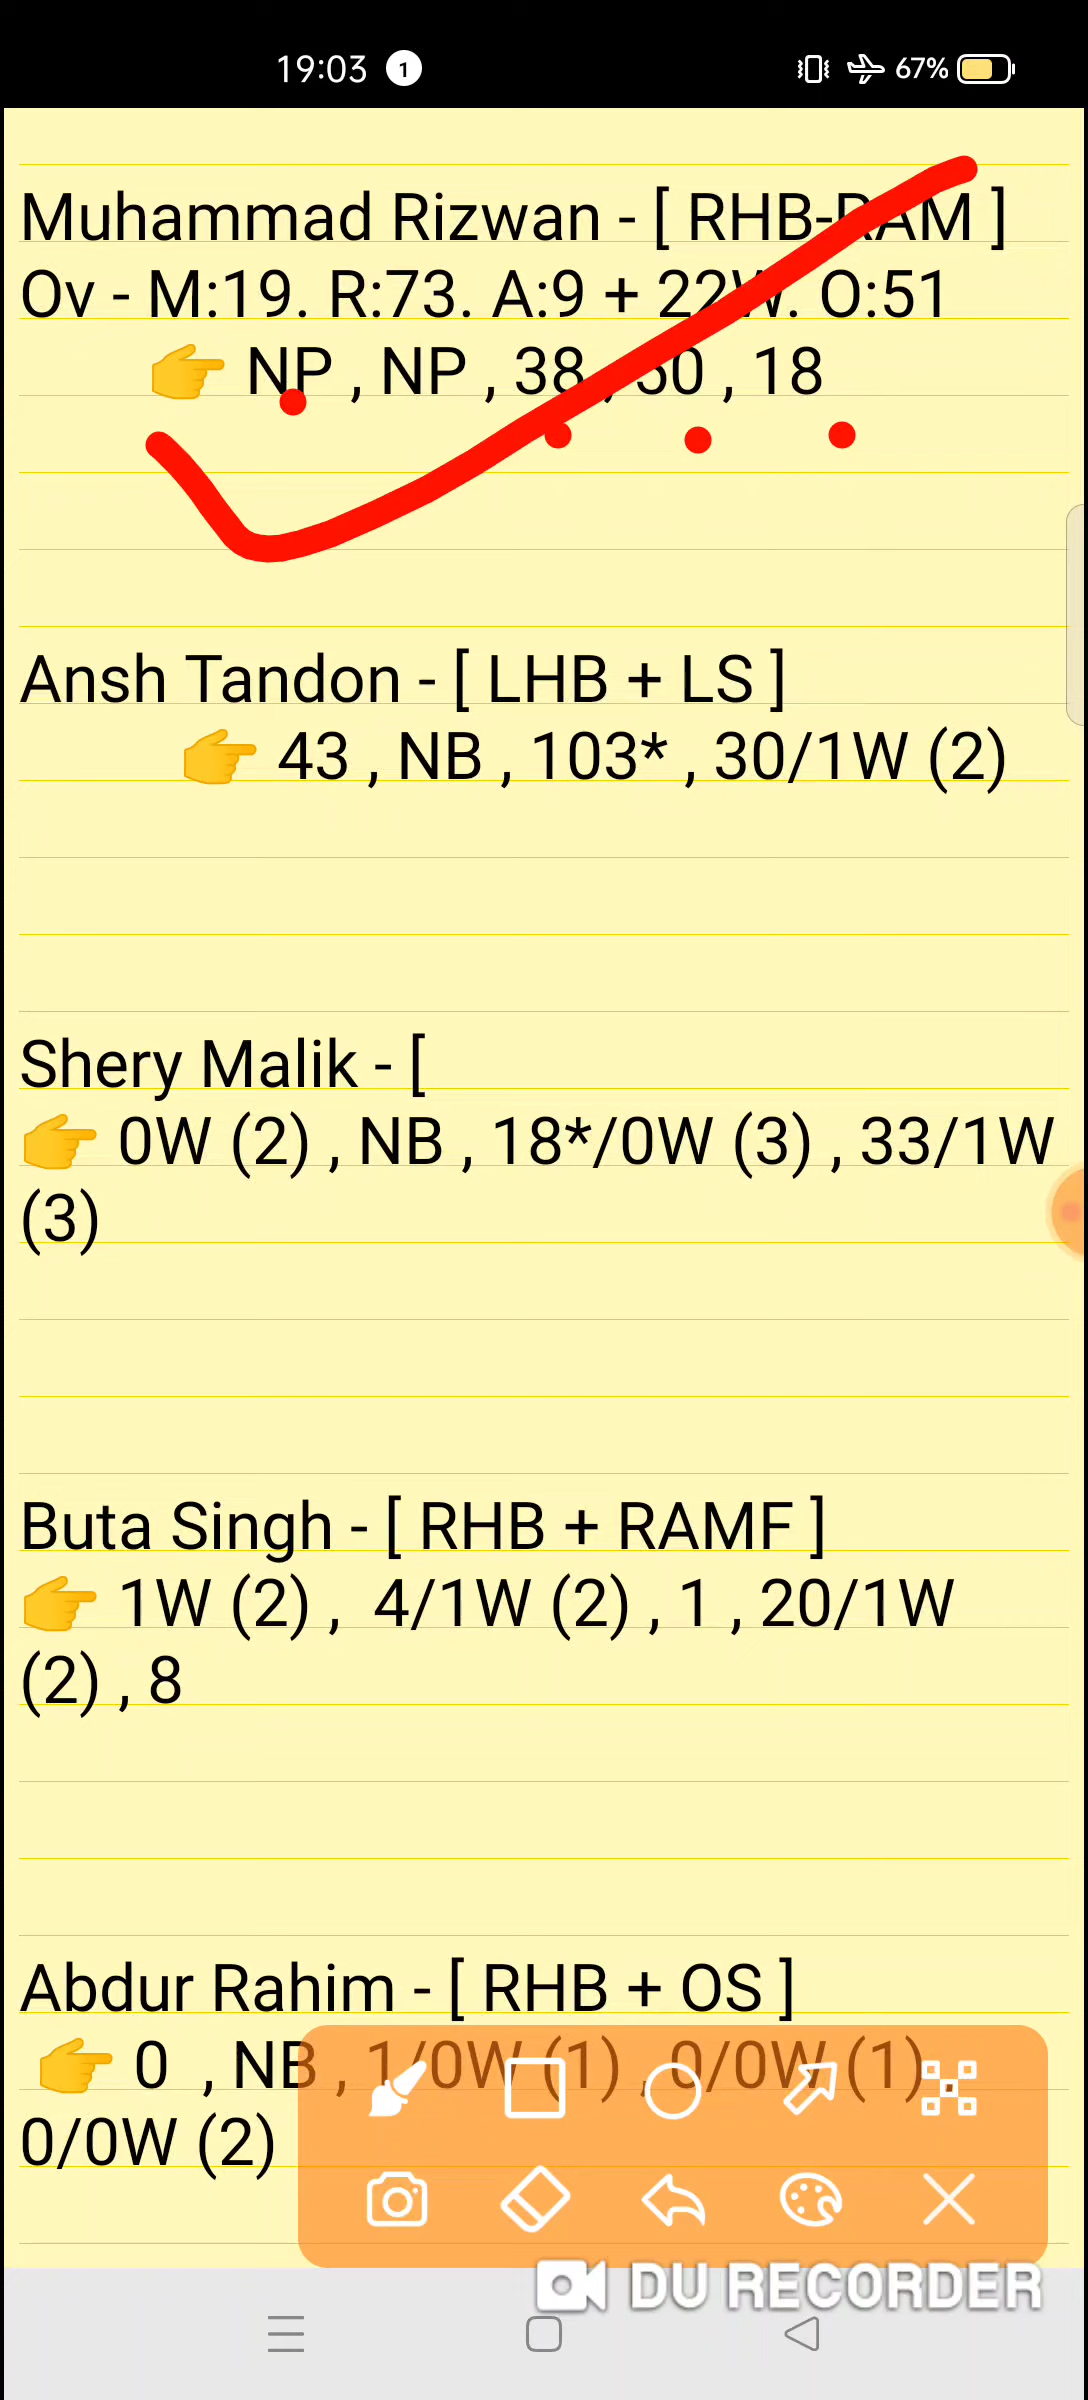 19:03 1 67%
Muhammad Rizwan - [ RHB-RAM ]
Ov - M:19. R:73. A:9 + 22W. O:51
👉 NP , NP , 38 , 50 , 18
Ansh Tandon - [ LHB + LS ]
👉 43 , NB , 103* , 30/1W (2)
Shery Malik - [
👉 0W (2) , NB , 18*/0W (3) , 33/1W
(3)
Buta Singh - [ RHB + RAMF ]
👉 1W (2) , 4/1W (2) , 1 , 20/1W
(2) , 8
Abdur Rahim - [ RHB + OS ]
👉 0 , NB , 1/0W (1) , 0/0W (1) ,
0/0W (2)
DU RECORDER